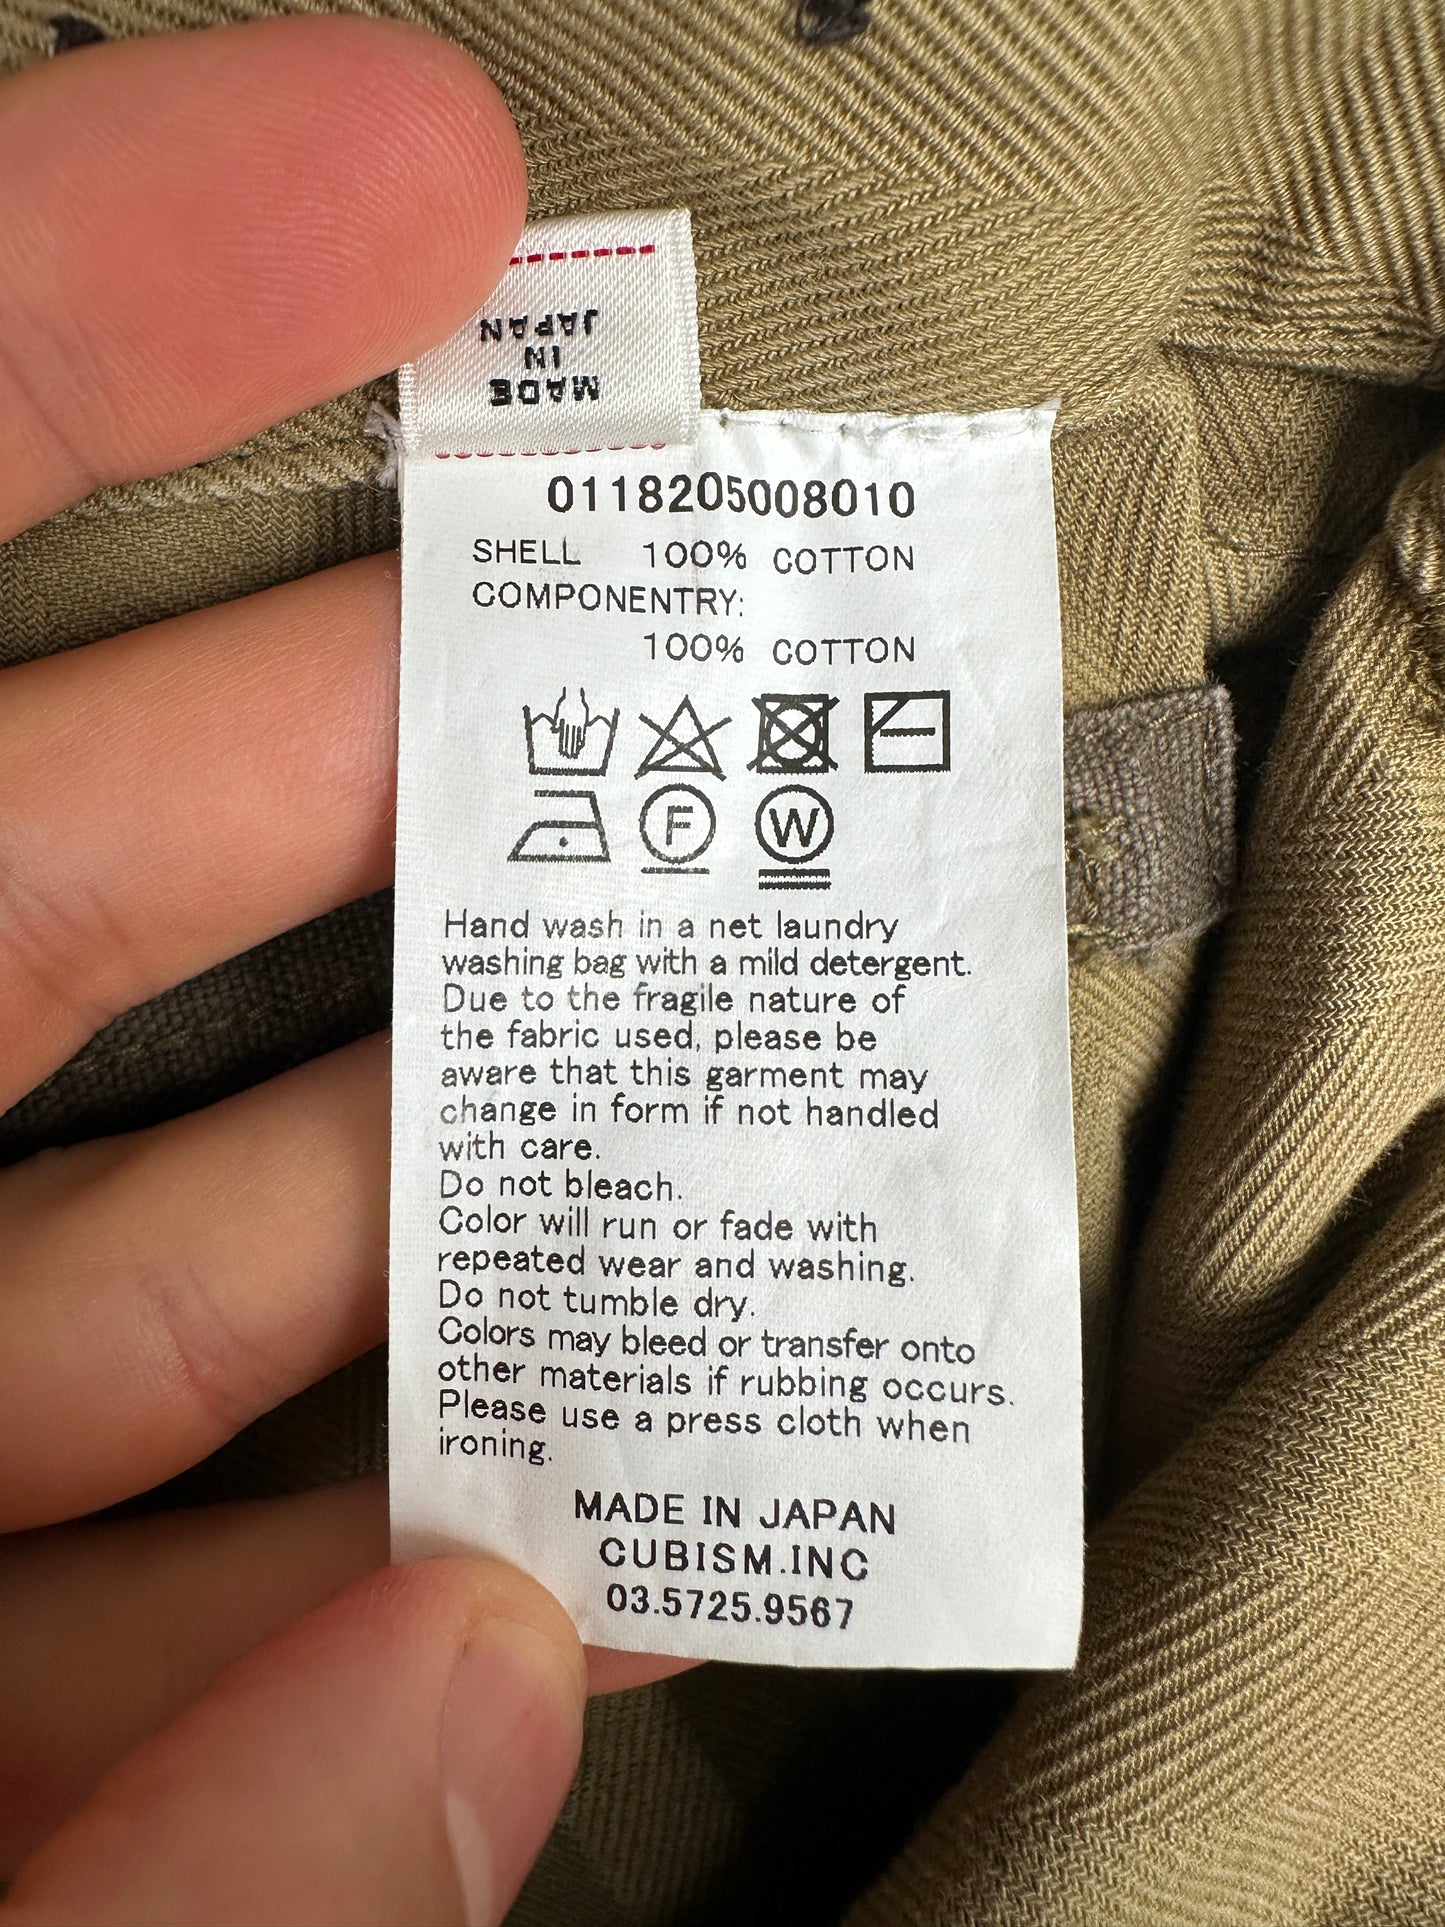 MADE
IN
JAPAN
0118205008010
SHELL 100% COTTON
COMPONENTRY:
100% COTTON
F W
Hand wash in a net laundry
washing bag with a mild detergent.
Due to the fragile nature of
the fabric used, please be
aware that this garment may
change in form if not handled
with care.
Do not bleach.
Color will run or fade with
repeated wear and washing.
Do not tumble dry.
Colors may bleed or transfer onto
other materials if rubbing occurs.
Please use a press cloth when
ironing.
MADE IN JAPAN
CUBISM.INC
03.5725.9567